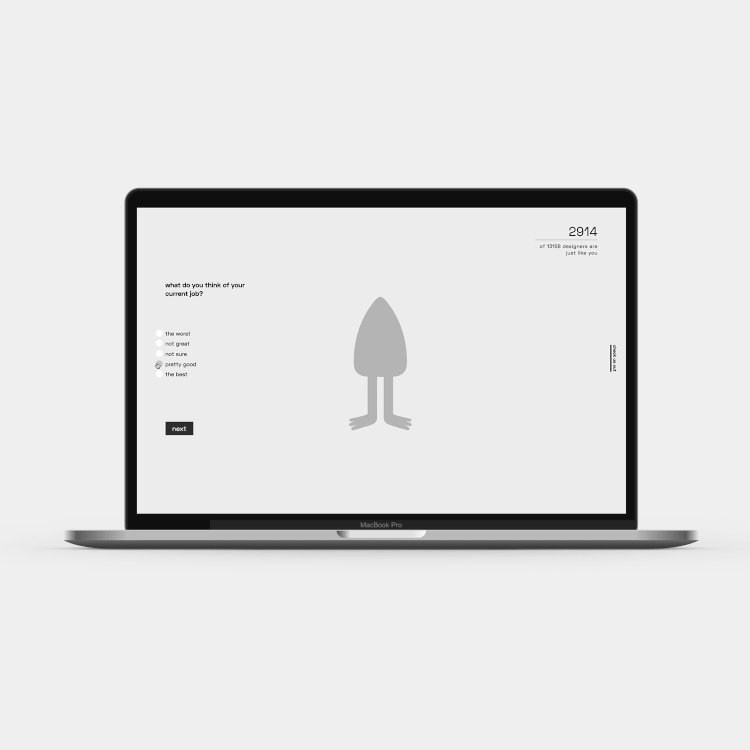 2914
of 13158 designers are
just like you
what do you think of your
current job?
the worst
not great
not sure
pretty good
the best
next
check us out
MacBook Pro